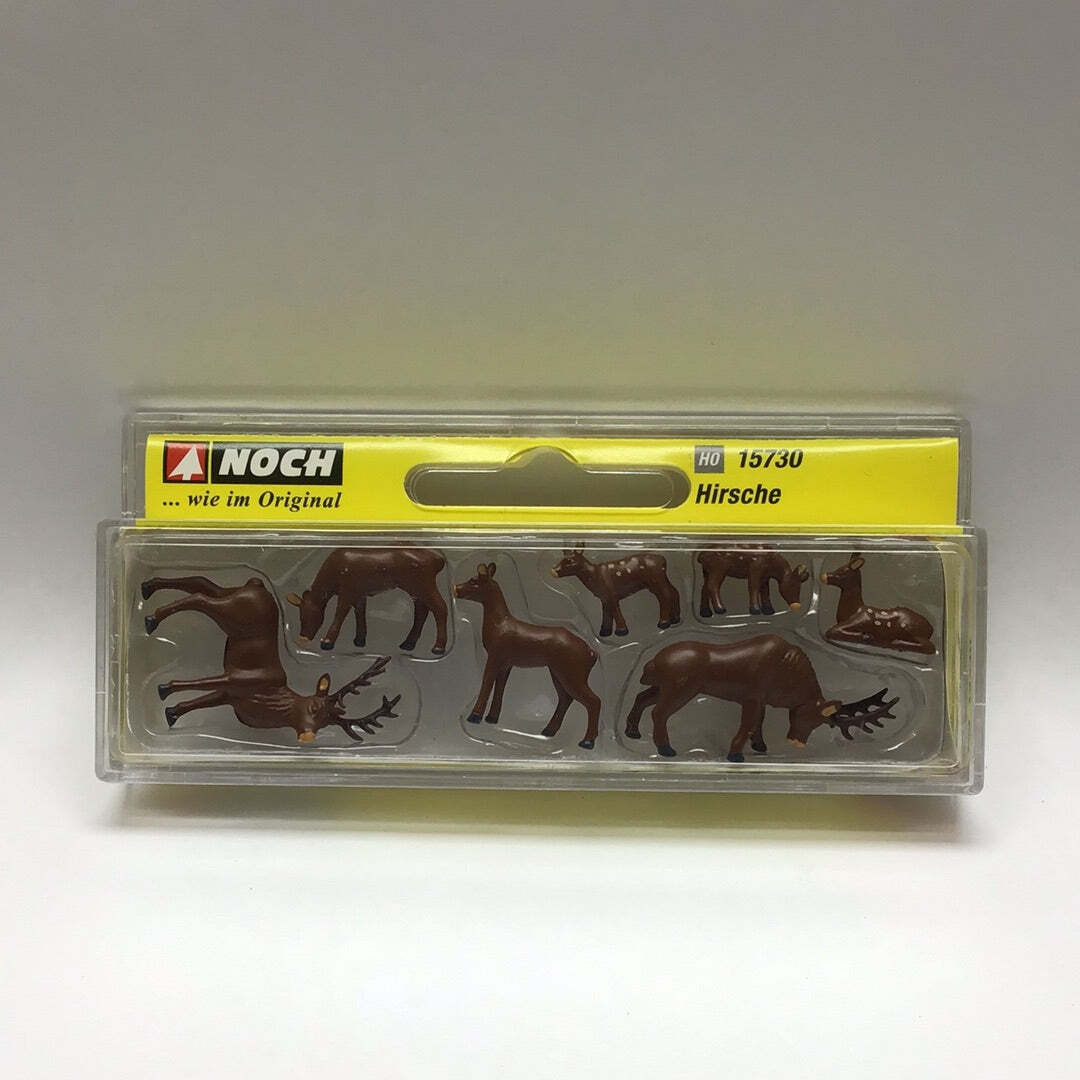 NOCH
... wie im Original
HO 15730
Hirsche